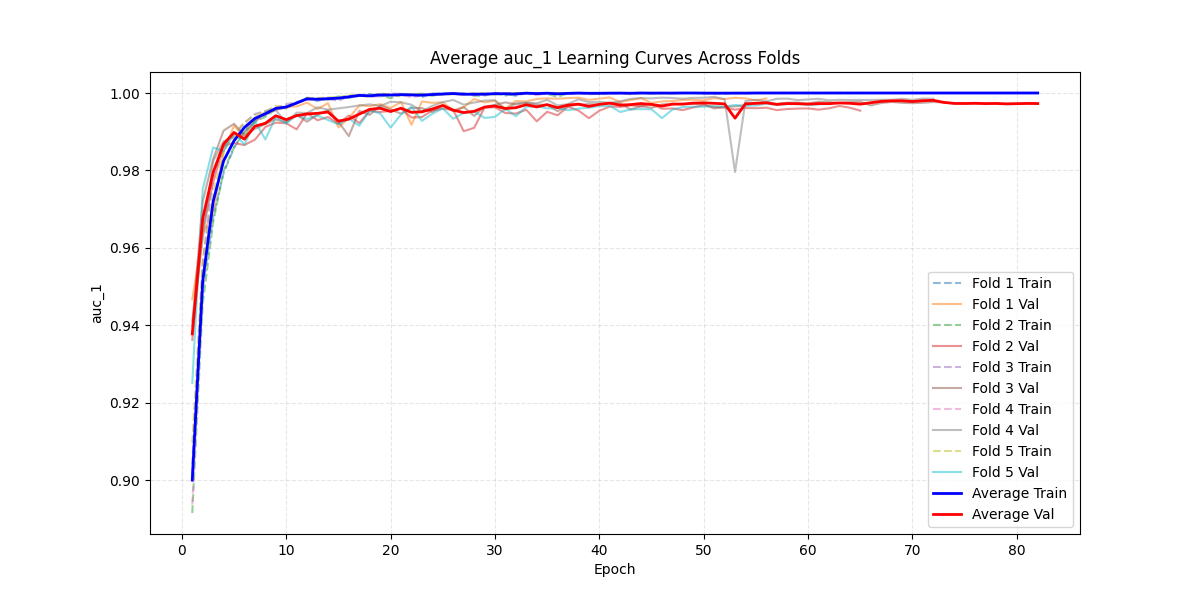 Average auc_1 Learning Curves Across Folds
auc_1
1.00
0.98
0.96
0.94
0.92
0.90
0
10
20
30
40
50
60
70
80
Epoch
Fold 1 Train
Fold 1 Val
Fold 2 Train
Fold 2 Val
Fold 3 Train
Fold 3 Val
Fold 4 Train
Fold 4 Val
Fold 5 Train
Fold 5 Val
Average Train
Average Val